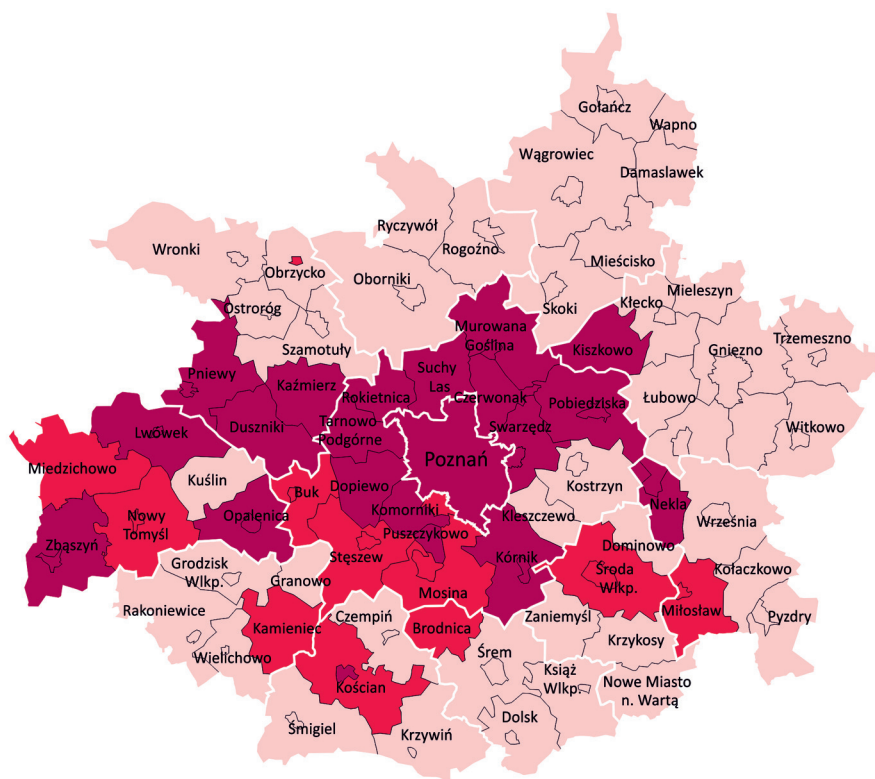 Gołańcz
Wapno
Wągrowiec
Damaslawek
Ryczywół
Rogoźno
Wronki
Obrzycko
Oborniki
Mieścisko
Skoki
Kłecko
Mieleszyn
Ostroróg
Szamotuły
Murowana
Goślina
Kiszkowo
Gniezno
Trzemeszno
Pniewy
Kaźmierz
Rokietnica
Suchy
Las
Czerwonak
Pobiedziska
Łubowo
Witkowo
Lwówek
Duszniki
Tarnowo
Podgórne
Swarzędz
Poznań
Miedzichowo
Kuślin
Buk
Dopiewo
Kostrzyn
Nekla
Nowy
Tomyśl
Opalenica
Komorniki
Kleszczewo
Września
Zbąszyń
Puszczykowo
Stęszew
Kórnik
Dominowo
Grodzisk
Wlkp.
Granowo
Środa
Wlkp.
Kołaczkowo
Rakoniewice
Mosina
Miłosław
Pyzdry
Kamieniec
Czempiń
Brodnica
Zaniemyśl
Krzykosy
Wielichowo
Śrem
Książ
Wlkp.
Nowe Miasto
n. Wartą
Kościan
Śmigiel
Krzywiń
Dolsk